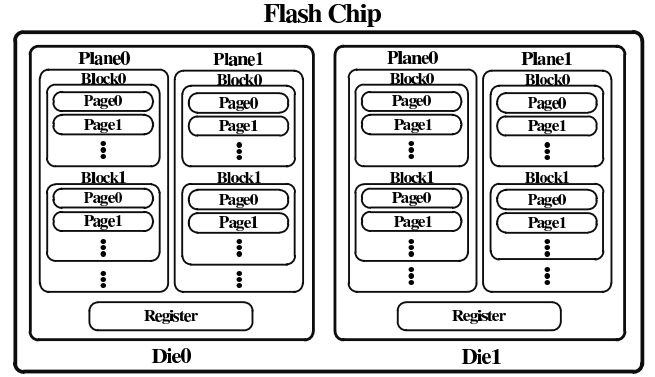 Flash Chip
Plane0 Plane1 Plane0 Plane1
Block0 Block0 Block0 Block0
Page0 Page0 Page0 Page0
Page1 Page1 Page1 Page1
Block1 Block1 Block1 Block1
Page0 Page0 Page0 Page0
Page1 Page1 Page1 Page1
Register Register
Die0 Die1